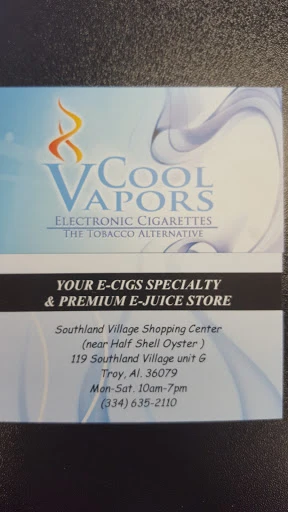 COOL
VAPORS
ELECTRONIC CIGARETTES
THE TOBACCO ALTERNATIVE
YOUR E-CIGS SPECIALTY
& PREMIUM E-JUICE STORE
Southland Village Shopping Center
(near Half Shell Oyster )
119 Southland Village unit G
Troy, Al. 36079
Mon-Sat. 10am-7pm
(334) 635-2110